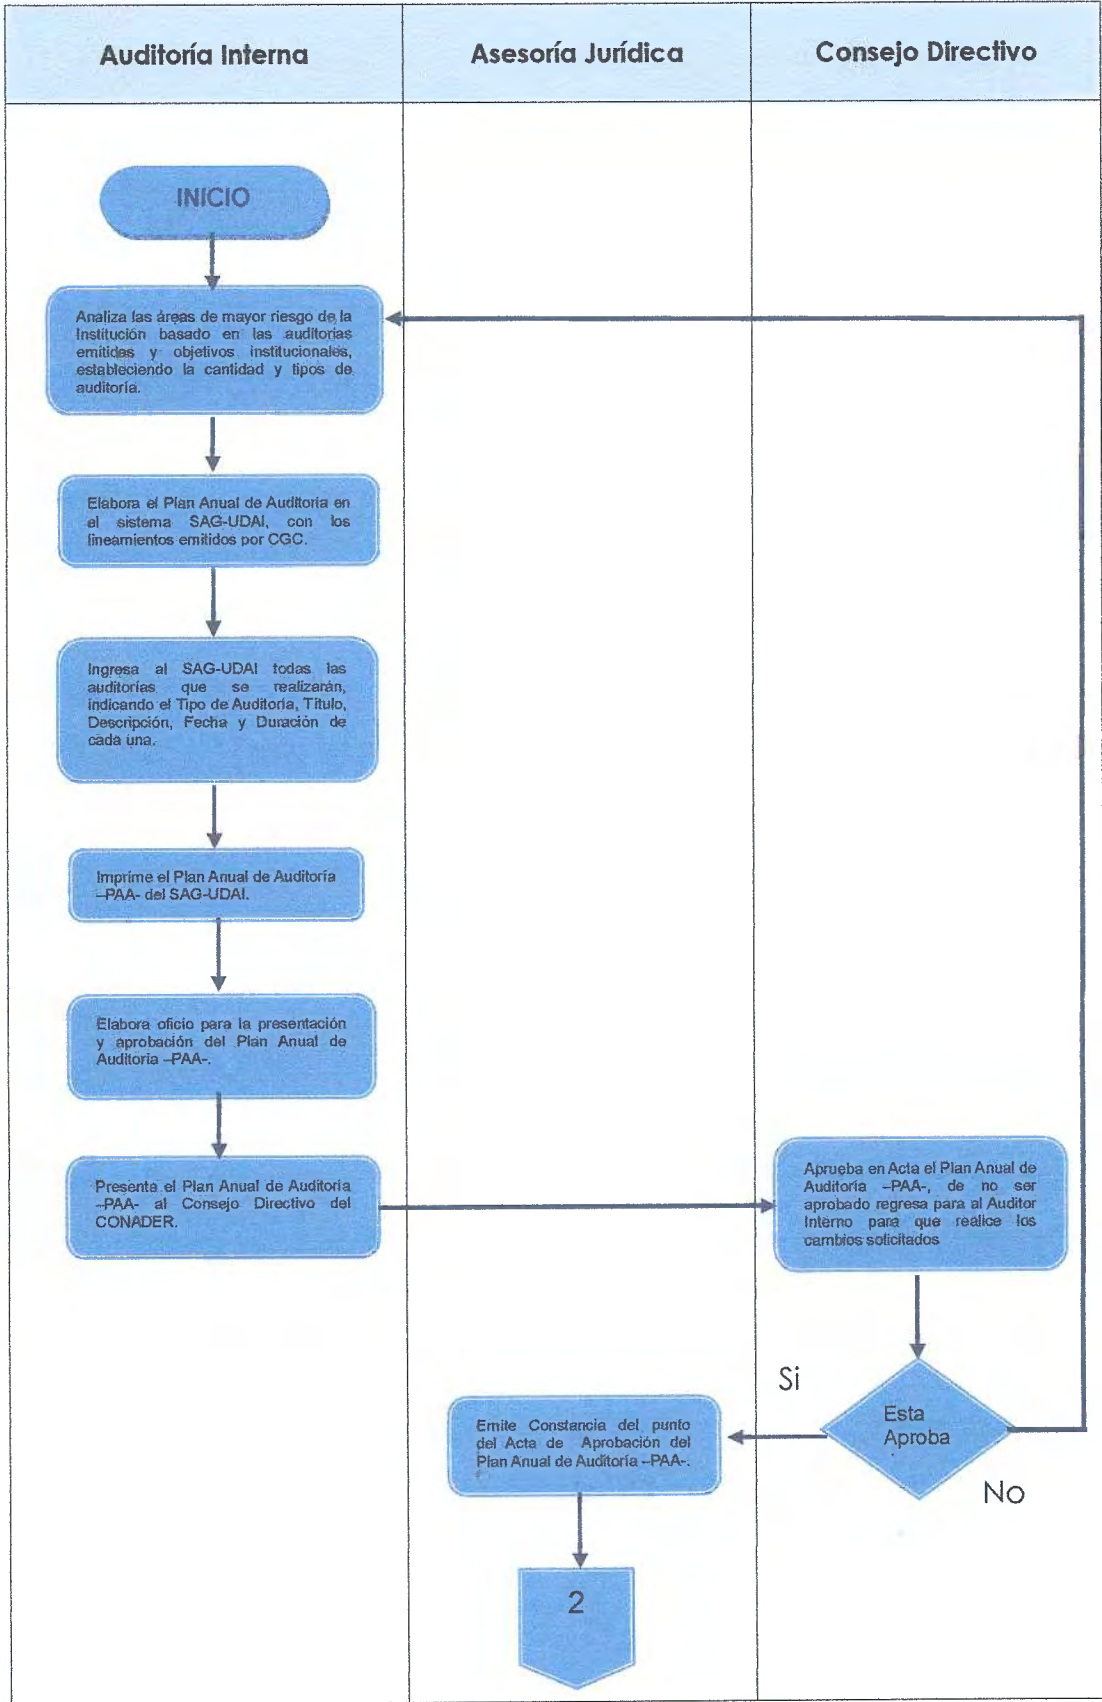 Auditoría Interna
Asesoría Jurídica
Consejo Directivo
INICIO
Analiza las áreas de mayor riesgo de la
Institución basado en las auditorias
emitidas y objetivos institucionales,
estableciendo la cantidad y tipos de
auditoría.
Elabora el Plan Anual de Auditoría en
el sistema SAG-UDAI, con los
lineamientos emitidos por CGC.
Ingresa al SAG-UDAI todas las
auditorías que se realizarán,
indicando el Tipo de Auditoría, Título,
Descripción, Fecha y Duración de
cada una.
Imprime el Plan Anual de Auditoría
–PAA- del SAG-UDAI.
Elabora oficio para la presentación
y aprobación del Plan Anual de
Auditoría –PAA-.
Presenta el Plan Anual de Auditoría
–PAA- al Consejo Directivo del
CONADER.
Aprueba en Acta el Plan Anual de
Auditoría –PAA-, de no ser
aprobado regresa para al Auditor
Interno para que realice los
cambios solicitados
Si
Esta
Aproba
No
Emite Constancia del punto
del Acta de Aprobación del
Plan Anual de Auditoría –PAA-.
2